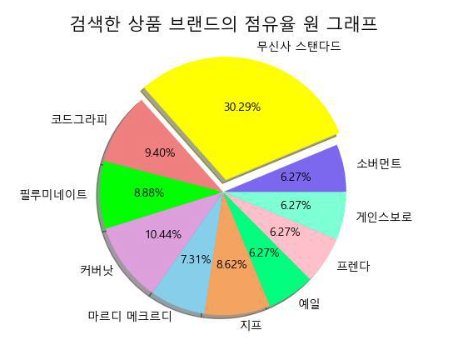 검색한 상품 브랜드의 점유율 원 그래프
무신사 스탠다드
30.29%
코드그라피
9.40%
소버먼트
6.27%
필루미네이트
8.88%
게인스보로
6.27%
커버낫
10.44%
프렌다
6.27%
마르디 메크르디
7.31%
지프
8.62%
예일
6.27%